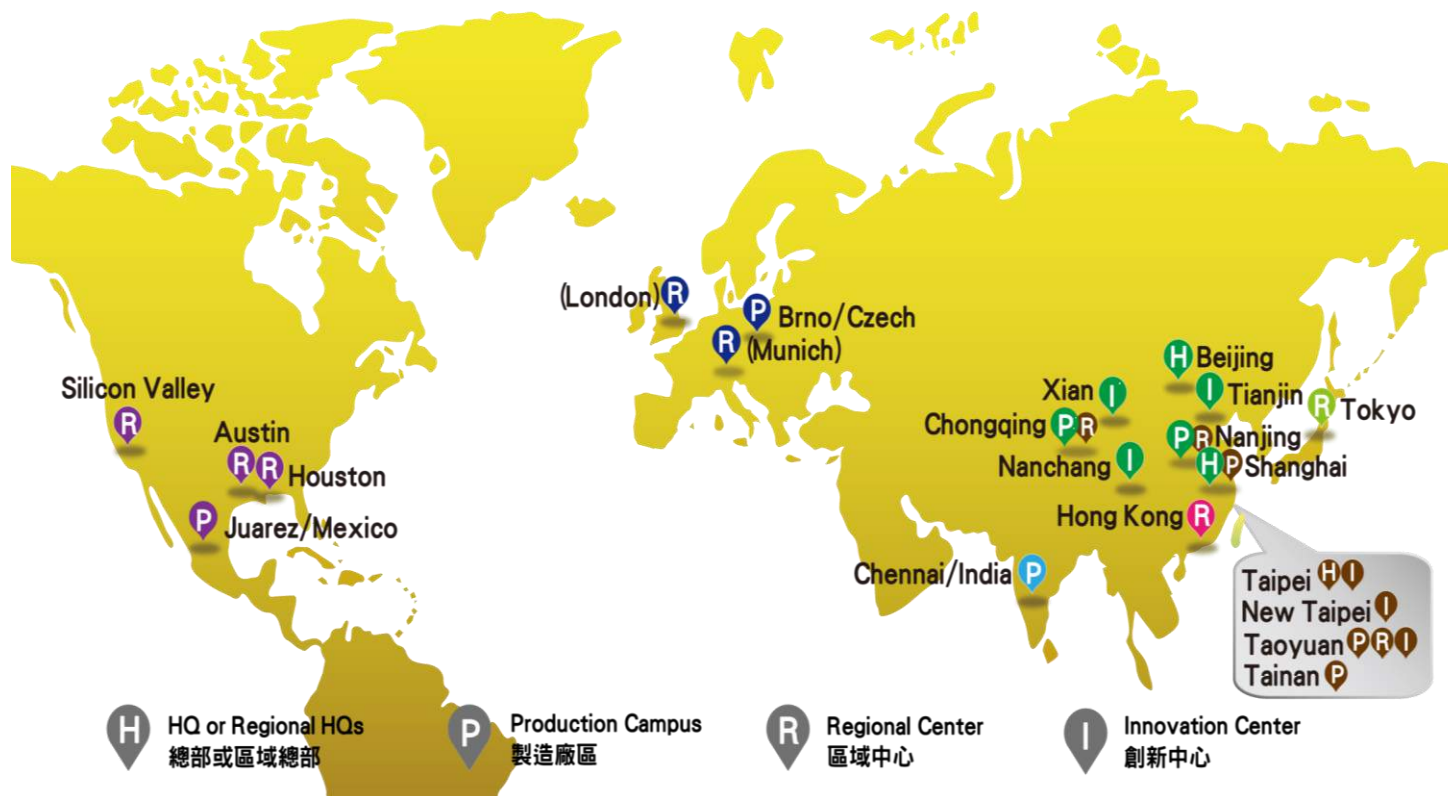 (London) R
P Brno/Czech
R (Munich)
Silicon Valley
R
Austin
R R Houston
P Juarez/Mexico
H Beijing
Xian I
I Tianjin
R Tokyo
Chongqing P R
P R Nanjing
Nanchang I
H P Shanghai
Hong Kong R
Chennai/India P
Taipei H I
New Taipei I
Taoyuan P R I
Tainan P
H HQ or Regional HQs
總部或區域總部
P Production Campus
製造廠區
R Regional Center
區域中心
I Innovation Center
創新中心